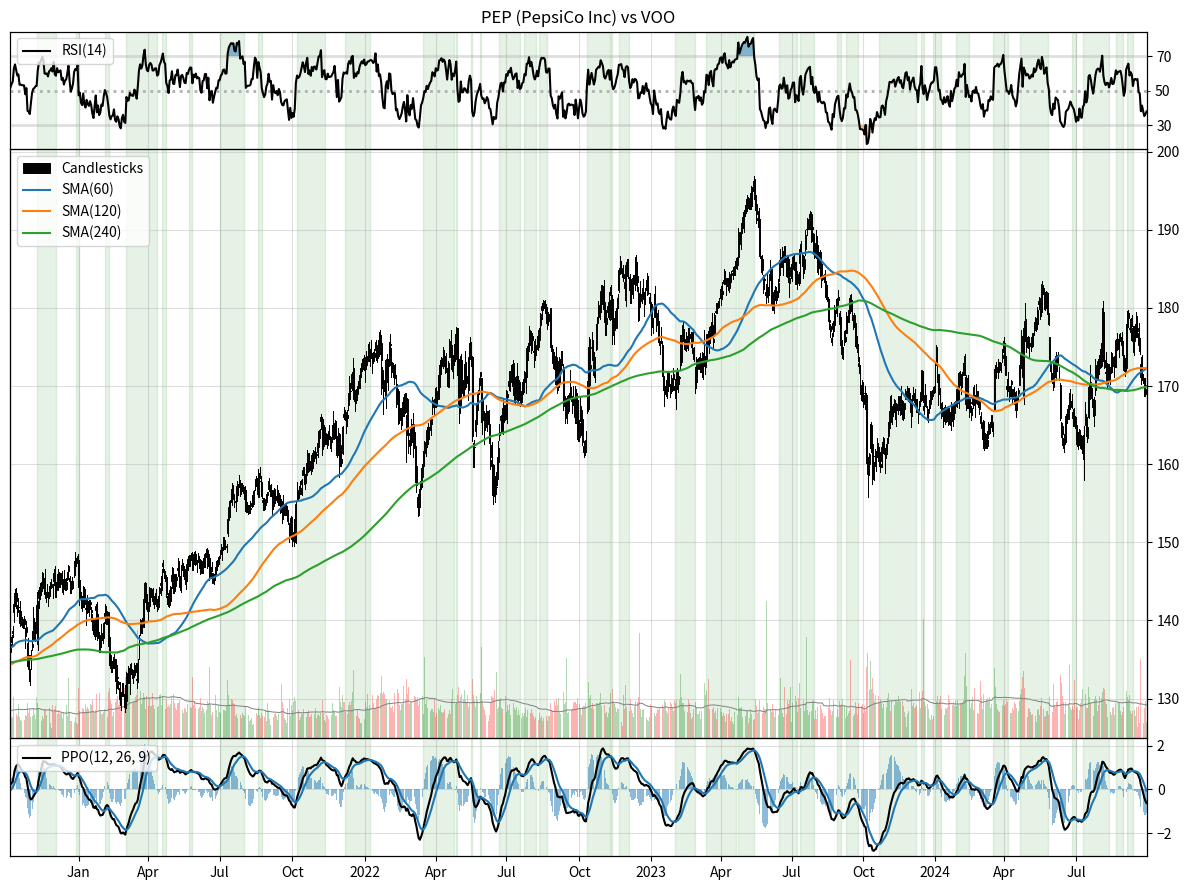 PEP (PepsiCo Inc) vs VOO
RSI(14)
70
50
30
Candlesticks
SMA(60)
SMA(120)
SMA(240)
200
190
180
170
160
150
140
130
PPO(12, 26, 9)
2
0
−2
Jan Apr Jul Oct 2022 Apr Jul Oct 2023 Apr Jul Oct 2024 Apr Jul